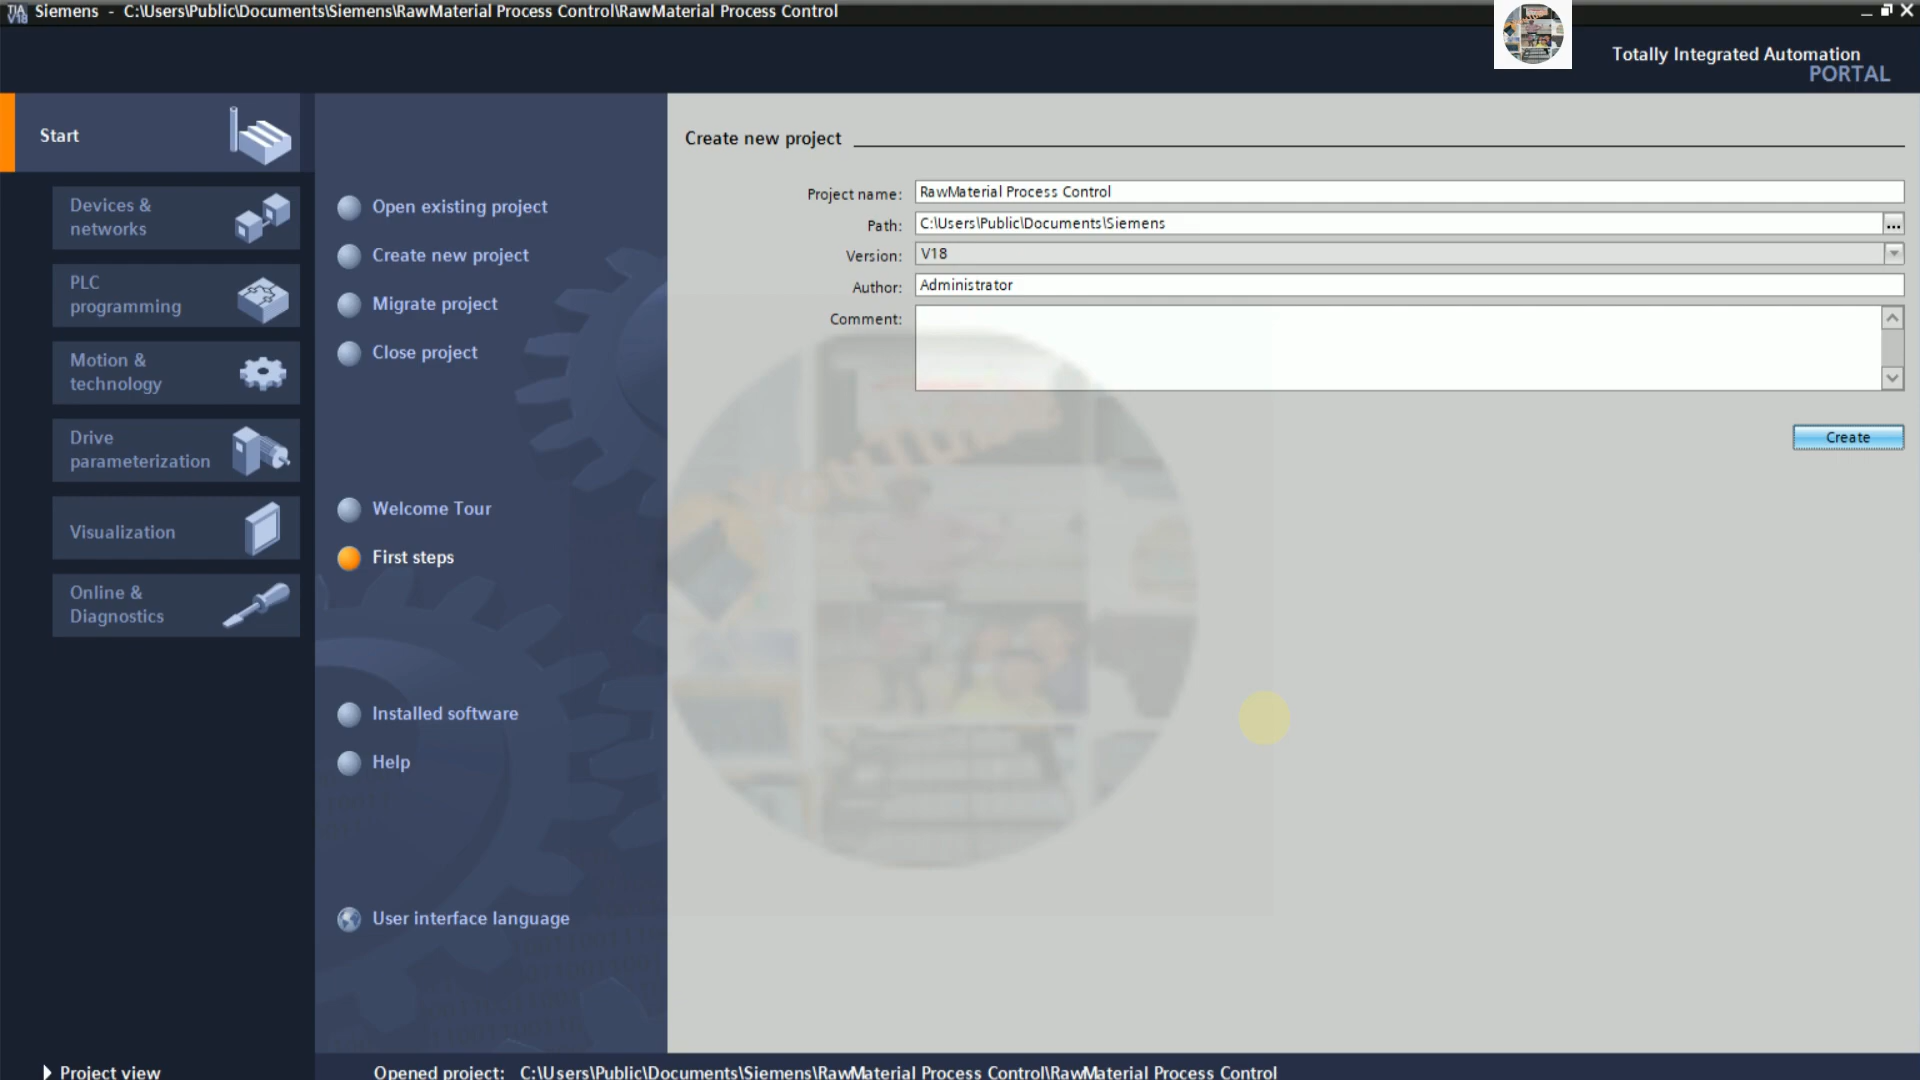 Siemens - C:\Users\Public\Documents\Siemens\RawMaterial Process Control\RawMaterial Process Control
Totally Integrated Automation
PORTAL
Start
Devices &
networks
PLC
programming
Motion &
technology
Drive
parameterization
Visualization
Online &
Diagnostics
Open existing project
Create new project
Migrate project
Close project
Welcome Tour
First steps
Installed software
Help
User interface language
Create new project
Project name: RawMaterial Process Control
Path: C:\Users\Public\Documents\Siemens
...
Version: V18
Author: Administrator
Comment:
Create
Project view
Opened project: C:\Users\Public\Documents\Siemens\RawMaterial Process Control\RawMaterial Process Control